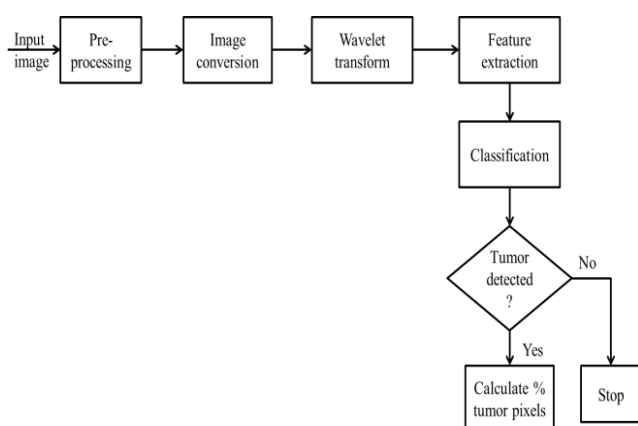 Input
image
Pre-
processing
Image
conversion
Wavelet
transform
Feature
extraction
Classification
Tumor
detected
?
No
Yes
Calculate %
tumor pixels
Stop